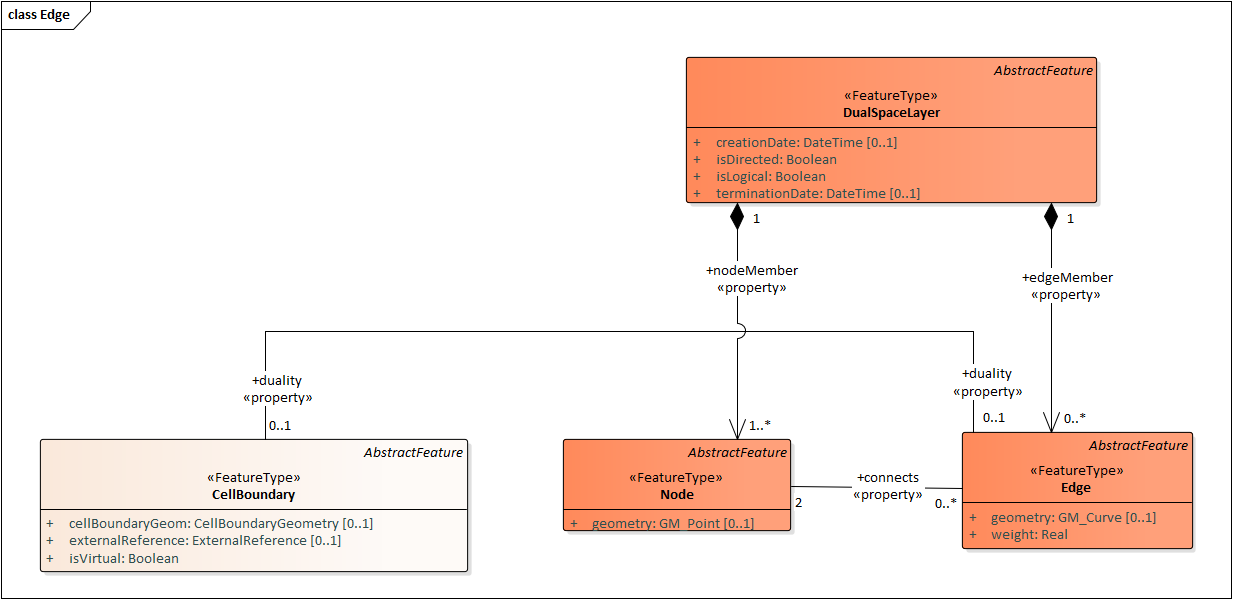 class Edge
AbstractFeature
«FeatureType»
DualSpaceLayer
+ creationDate: DateTime [0..1]
+ isDirected: Boolean
+ isLogical: Boolean
+ terminationDate: DateTime [0..1]
1
1
+nodeMember
«property»
+edgeMember
«property»
+duality
«property»
0..1
+duality
«property»
0..1
1..*
0..*
AbstractFeature
«FeatureType»
CellBoundary
+ cellBoundaryGeom: CellBoundaryGeometry [0..1]
+ externalReference: ExternalReference [0..1]
+ isVirtual: Boolean
AbstractFeature
«FeatureType»
Node
+ geometry: GM_Point [0..1]
+connects
«property»
2
0..*
AbstractFeature
«FeatureType»
Edge
+ geometry: GM_Curve [0..1]
+ weight: Real